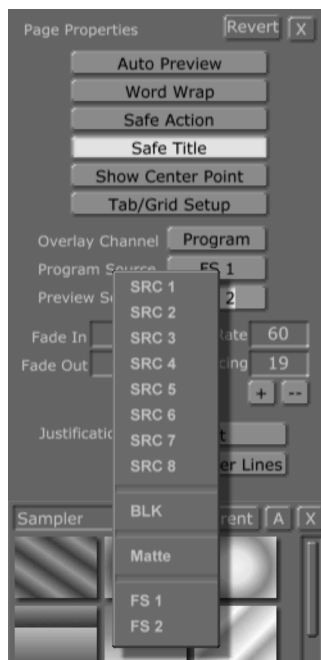 Page Properties Revert X
Auto Preview
Word Wrap
Safe Action
Safe Title
Show Center Point
Tab/Grid Setup
Overlay Channel Program
Program Source FS 1
Preview 2
Fade In Rate 60
Fade Out 19
+ --
SRC 1
SRC 2
SRC 3
SRC 4
SRC 5
SRC 6
SRC 7
SRC 8
Lines
BLK
Sampler A X
Matte
FS 1
FS 2